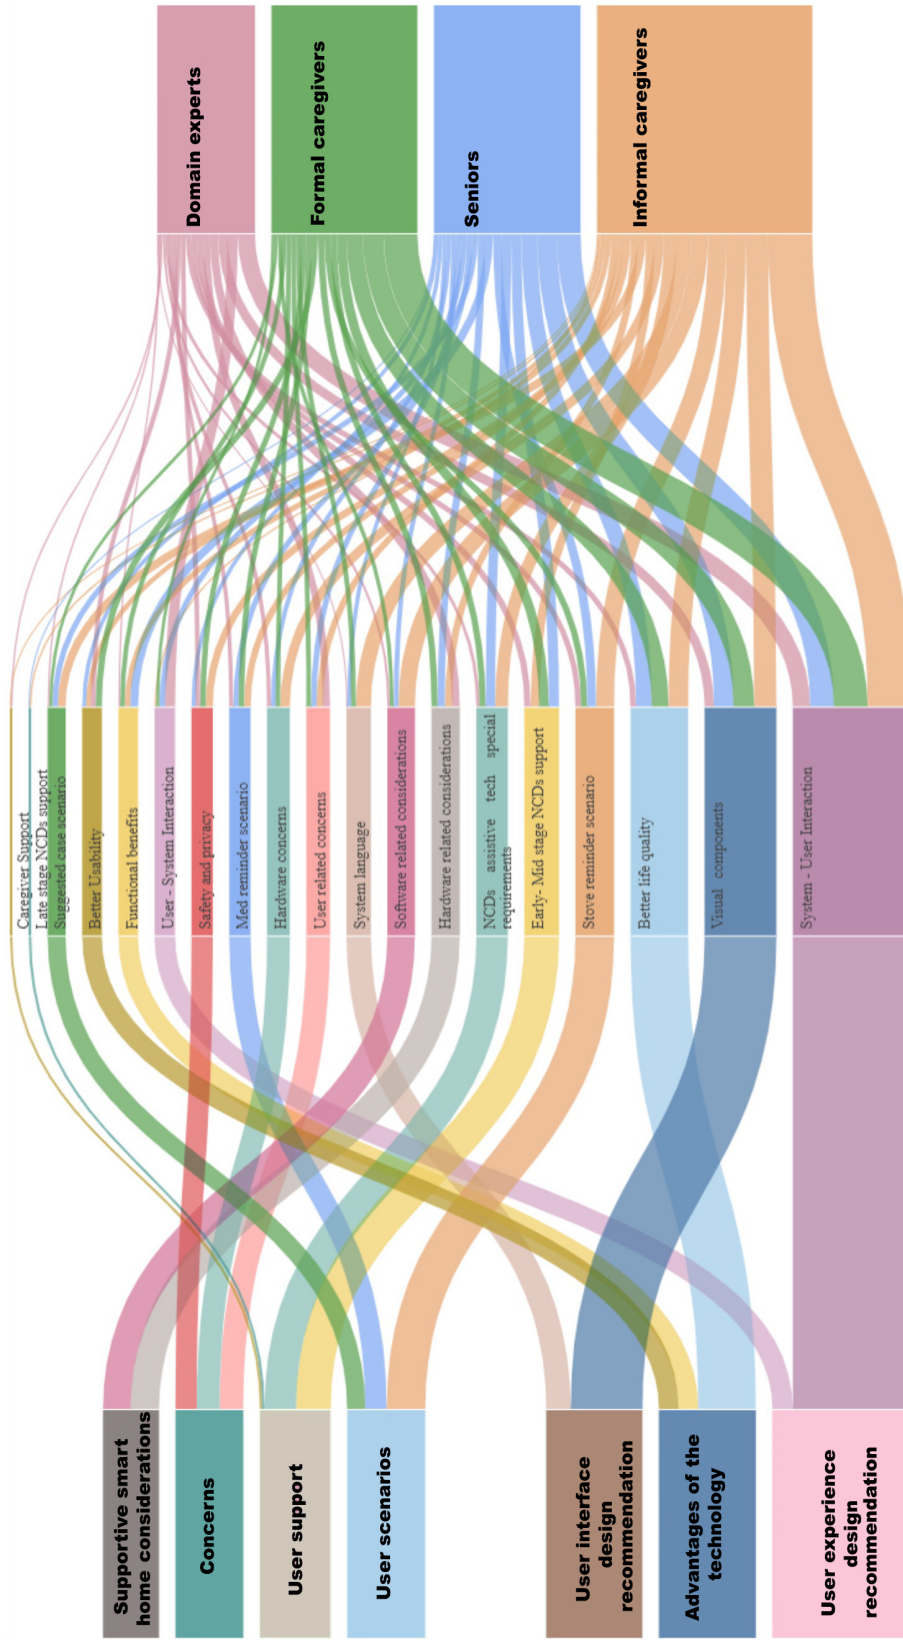 Domain experts
Formal caregivers
Seniors
Informal caregivers
Caregiver Support
Late stage NCDs support
Suggested case scenario
Better Usability
Functional benefits
User - System Interaction
Safety and privacy
Med reminder scenario
Hardware concerns
User related concerns
System language
Software related considerations
Hardware related considerations
NCDs assistive tech special
requirements
Early- Mid stage NCDs support
Stove reminder scenario
Better life quality
Visual components
System - User Interaction
Supportive smart
home considerations
Concerns
User support
User scenarios
User interface
design
recommendation
Advantages of the
technology
User experience
design
recommendation